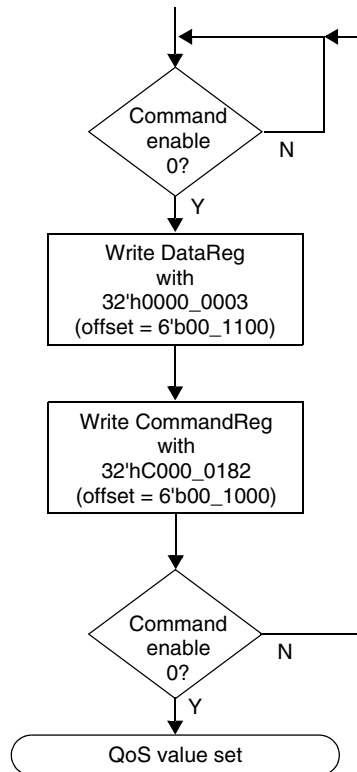 Command
enable
0?
N
Y
Write DataReg
with
32'h0000_0003
(offset = 6'b00_1100)
Write CommandReg
with
32'hC000_0182
(offset = 6'b00_1000)
Command
enable
0?
N
Y
QoS value set